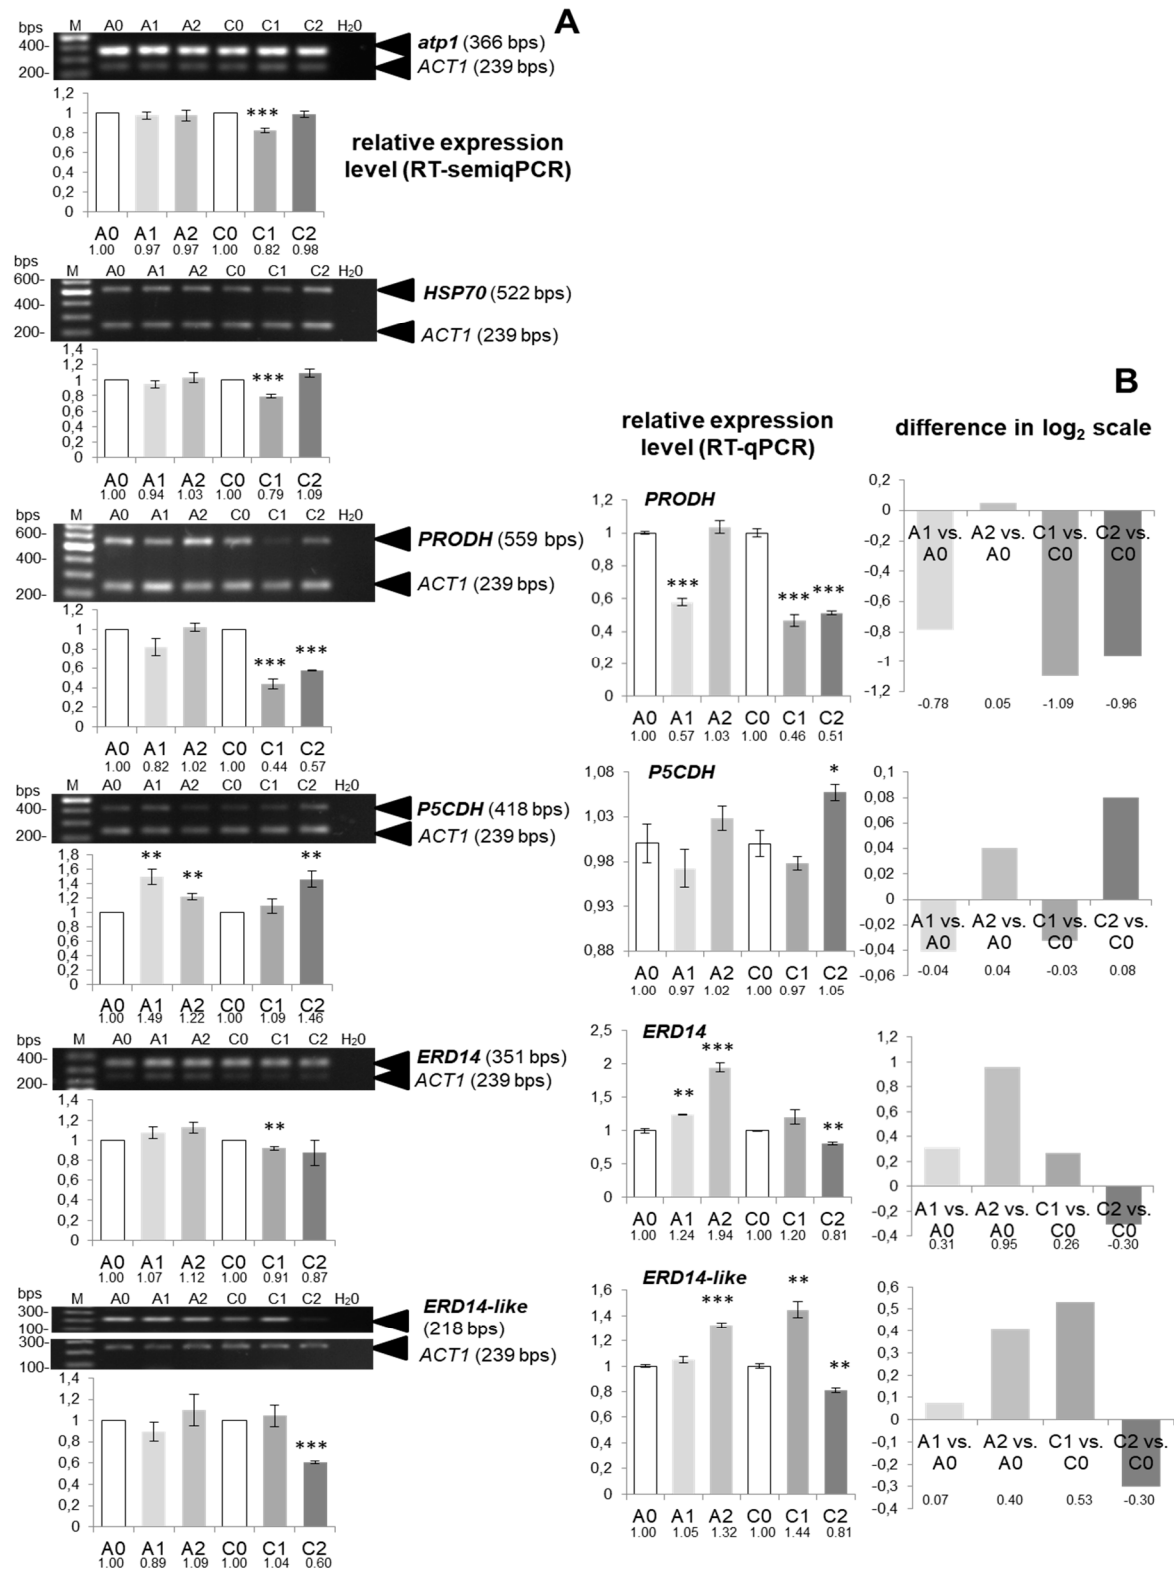 A
bps M A0 A1 A2 C0 C1 C2 H₂0
400-
200-
atp1 (366 bps)
ACT1 (239 bps)
relative expression
level (RT-semiqPCR)
1,2
1
0,8
0,6
0,4
0,2
0
***
A0 A1 A2 C0 C1 C2
1.00 0.97 0.97 1.00 0.82 0.98
bps M A0 A1 A2 C0 C1 C2 H₂0
600-
400-
200-
HSP70 (522 bps)
ACT1 (239 bps)
1,4
1,2
1
0,8
0,6
0,4
0,2
0
***
A0 A1 A2 C0 C1 C2
1.00 0.94 1.03 1.00 0.79 1.09
bps M A0 A1 A2 C0 C1 C2 H₂0
600-
400-
200-
PRODH (559 bps)
ACT1 (239 bps)
1,2
1
0,8
0,6
0,4
0,2
0
*** ***
A0 A1 A2 C0 C1 C2
1.00 0.82 1.02 1.00 0.44 0.57
bps M A0 A1 A2 C0 C1 C2 H₂0
400-
200-
P5CDH (418 bps)
ACT1 (239 bps)
1,8
1,6
1,4
1,2
1
0,8
0,6
0,4
0,2
0
** ** **
A0 A1 A2 C0 C1 C2
1.00 1.49 1.22 1.00 1.09 1.46
bps M A0 A1 A2 C0 C1 C2 H₂0
400-
200-
ERD14 (351 bps)
ACT1 (239 bps)
1,4
1,2
1
0,8
0,6
0,4
0,2
0
**
A0 A1 A2 C0 C1 C2
1.00 1.07 1.12 1.00 0.91 0.87
bps M A0 A1 A2 C0 C1 C2 H₂0
300-
100-
300-
100-
ERD14-like
(218 bps)
ACT1 (239 bps)
1,4
1,2
1
0,8
0,6
0,4
0,2
0
***
A0 A1 A2 C0 C1 C2
1.00 0.89 1.09 1.00 1.04 0.60
B
relative expression
level (RT-qPCR)
difference in log₂ scale
PRODH
1,2
1
0,8
0,6
0,4
0,2
0
*** *** ***
A0 A1 A2 C0 C1 C2
1.00 0.57 1.03 1.00 0.46 0.51
0,2
0
-0,2
-0,4
-0,6
-0,8
-1
-1,2
A1 vs. A2 vs. C1 vs. C2 vs.
A0 A0 C0 C0
-0.78 0.05 -1.09 -0.96
P5CDH
1,08
1,03
0,98
0,93
0,88
*
A0 A1 A2 C0 C1 C2
1.00 0.97 1.02 1.00 0.97 1.05
0,1
0,08
0,06
0,04
0,02
0
-0,02
-0,04
-0,06
A1 vs. A2 vs. C1 vs. C2 vs.
A0 A0 C0 C0
-0.04 0.04 -0.03 0.08
ERD14
2,5
2
1,5
1
0,5
0
** *** **
A0 A1 A2 C0 C1 C2
1.00 1.24 1.94 1.00 1.20 0.81
1,2
1
0,8
0,6
0,4
0,2
0
-0,2
-0,4
A1 vs. A2 vs. C1 vs. C2 vs.
A0 A0 C0 C0
0.31 0.95 0.26 -0.30
ERD14-like
1,6
1,4
1,2
1
0,8
0,6
0,4
0,2
0
*** ** **
A0 A1 A2 C0 C1 C2
1.00 1.05 1.32 1.00 1.44 0.81
0,6
0,5
0,4
0,3
0,2
0,1
0
-0,1
-0,2
-0,3
-0,4
A1 vs. A2 vs. C1 vs. C2 vs.
A0 A0 C0 C0
0.07 0.40 0.53 -0.30